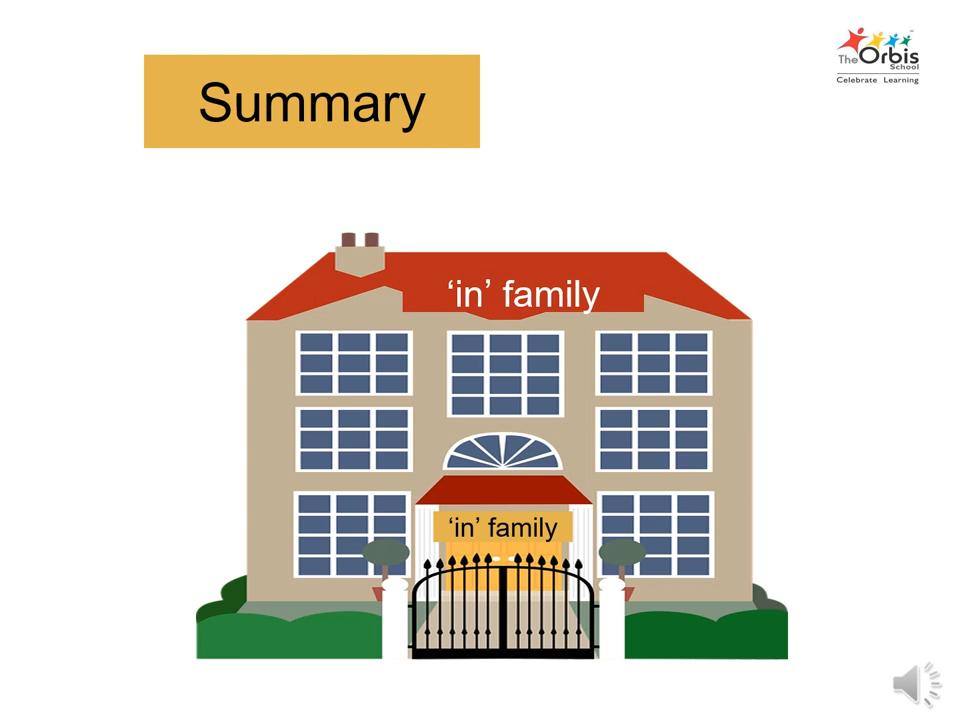 The Orbis
School
Celebrate Learning
Summary
‘in’ family
‘in’ family